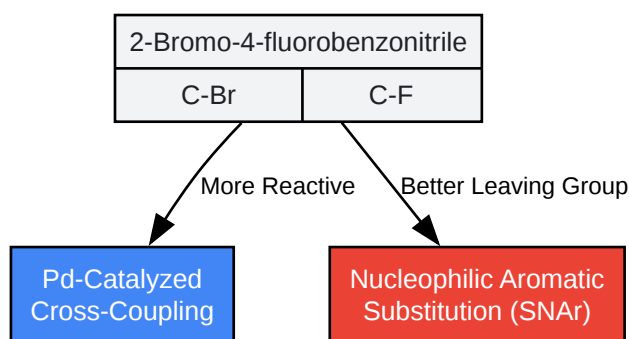 2-Bromo-4-fluorobenzonitrile
C-Br
C-F
More Reactive
Better Leaving Group
Pd-Catalyzed
Cross-Coupling
Nucleophilic Aromatic
Substitution (SNAr)